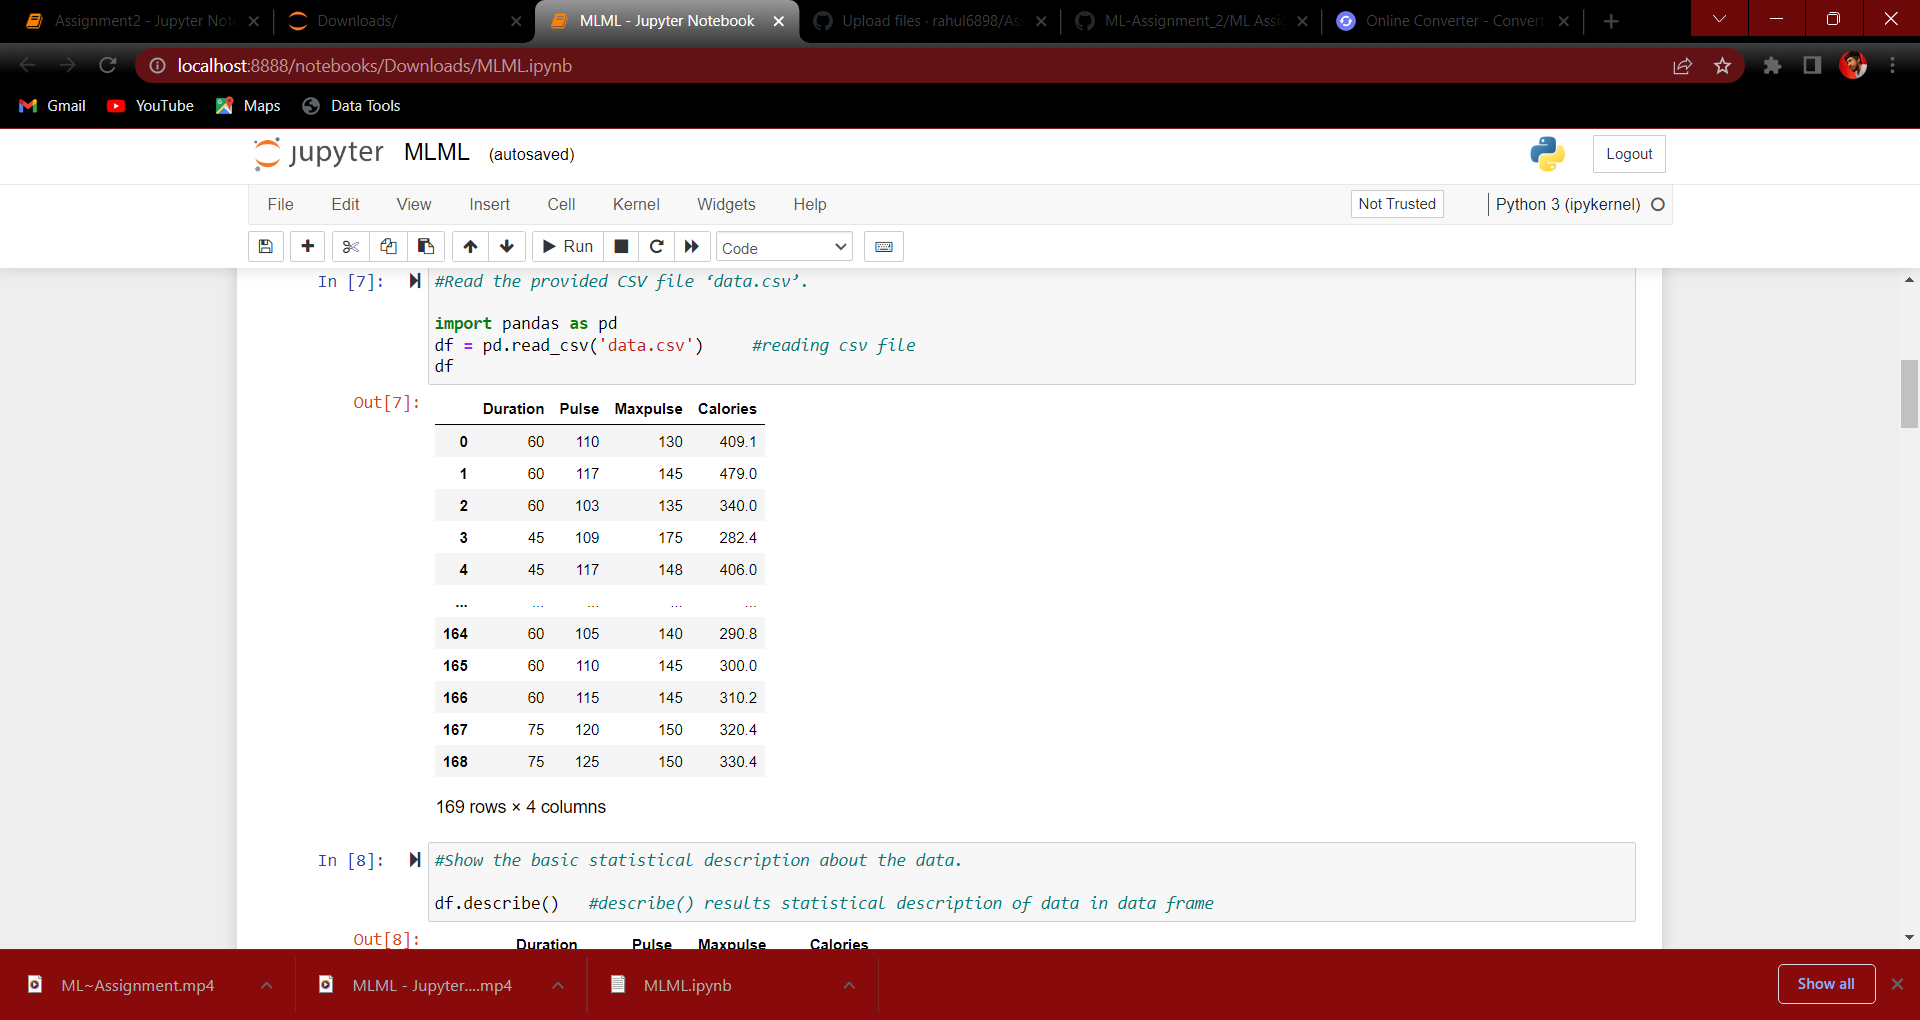 Assignment2 - Jupyter Note
Downloads/
MLML - Jupyter Notebook
Upload files · rahul6898/Ass
ML-Assignment_2/ML Assig
Online Converter - Convert
localhost:8888/notebooks/Downloads/MLML.ipynb
Gmail YouTube Maps Data Tools
jupyter MLML (autosaved) Logout
File Edit View Insert Cell Kernel Widgets Help Not Trusted Python 3 (ipykernel)
Run Code
In [7]: #Read the provided CSV file ‘data.csv’.
import pandas as pd
df = pd.read_csv('data.csv') #reading csv file
df
Out[7]:
Duration Pulse Maxpulse Calories
0 60 110 130 409.1
1 60 117 145 479.0
2 60 103 135 340.0
3 45 109 175 282.4
4 45 117 148 406.0
... ... ... ... ...
164 60 105 140 290.8
165 60 110 145 300.0
166 60 115 145 310.2
167 75 120 150 320.4
168 75 125 150 330.4
169 rows × 4 columns
In [8]: #Show the basic statistical description about the data.
df.describe() #describe() results statistical description of data in data frame
Out[8]:
Duration Pulse Maxpulse Calories
ML~Assignment.mp4 MLML - Jupyter....mp4 MLML.ipynb Show all